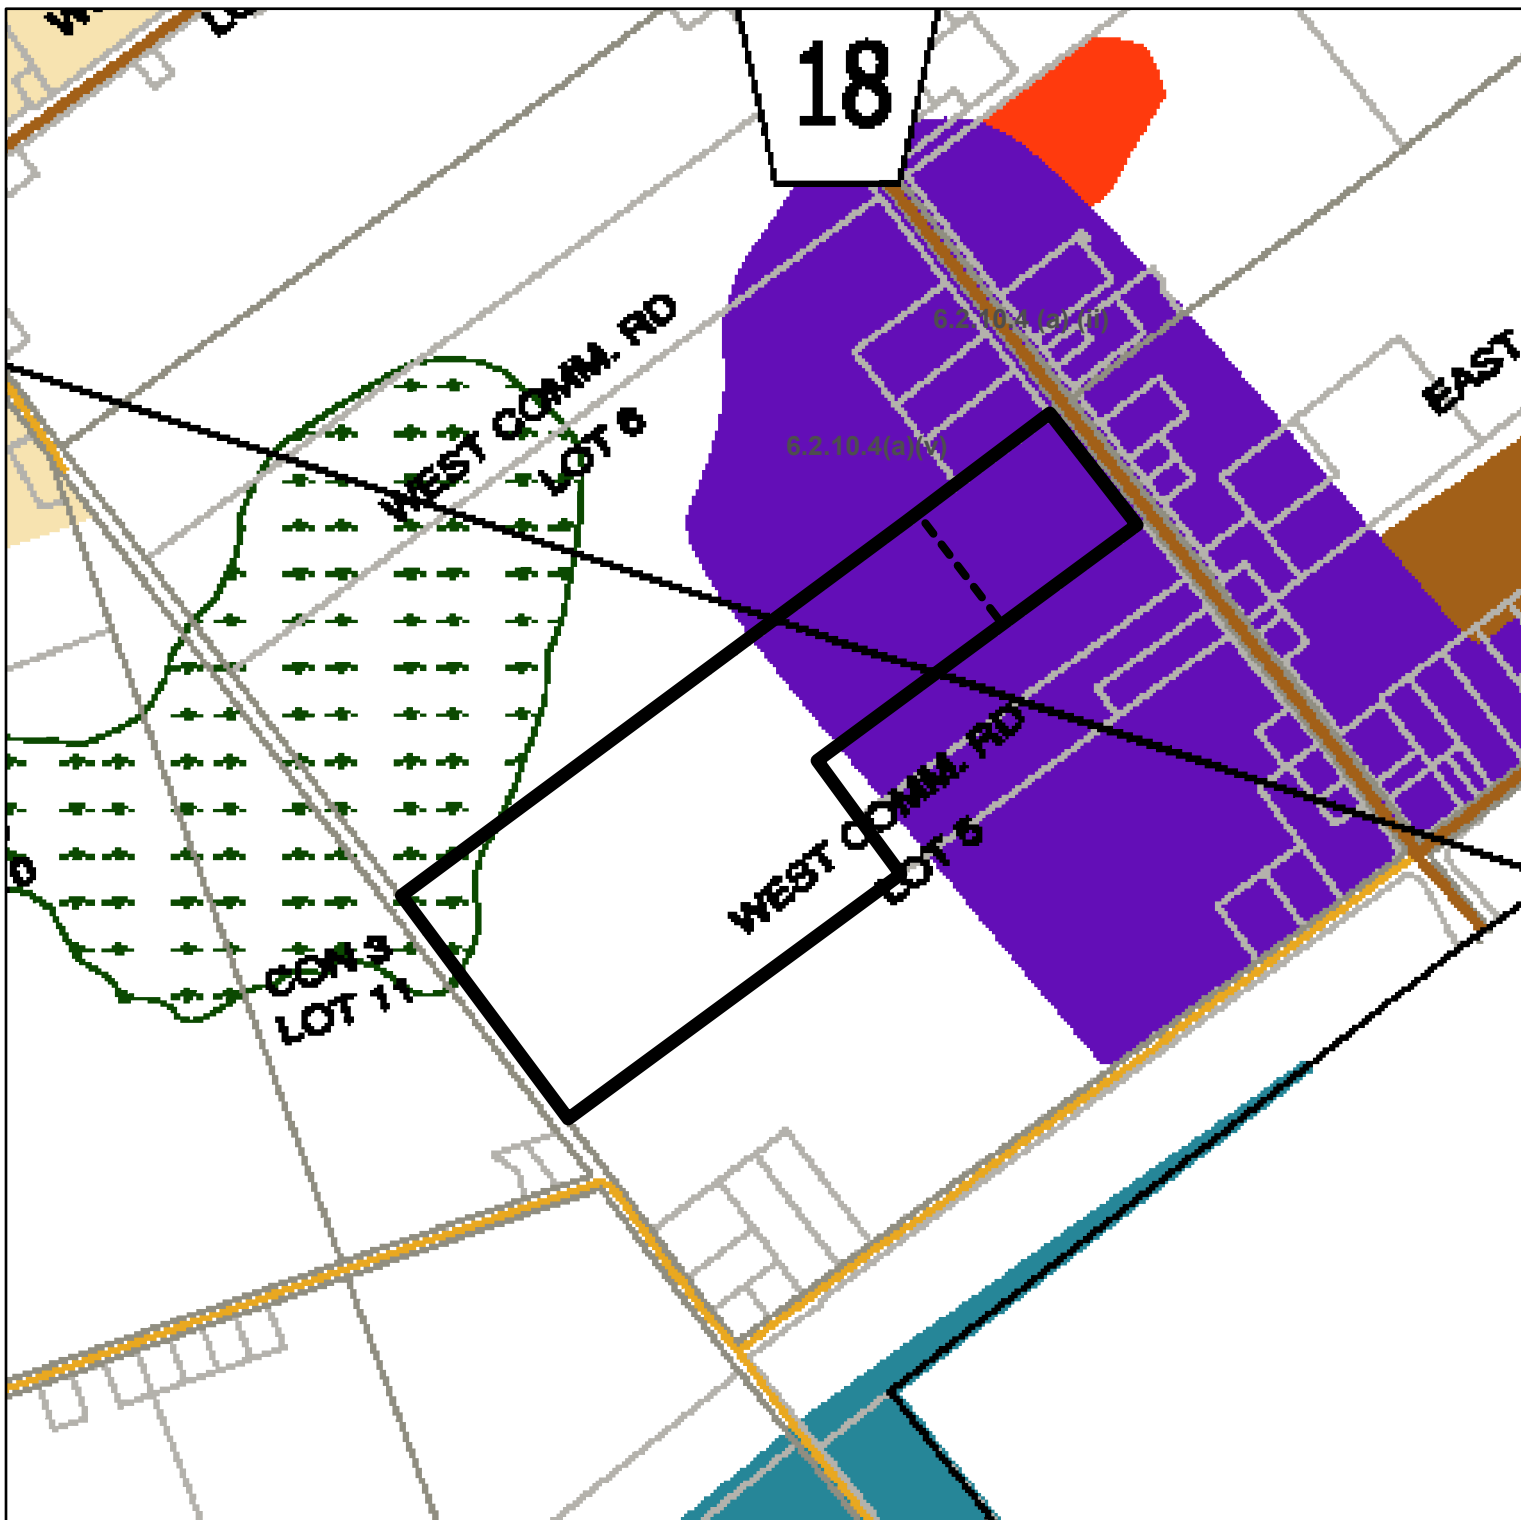 18
WEST COMM. RD
LOT 6
6.2.10.4 (a) (ii)
EAST
6.2.10.4(a)(v)
WEST COMM. RD
LOT 5
0
CON 3
LOT 11